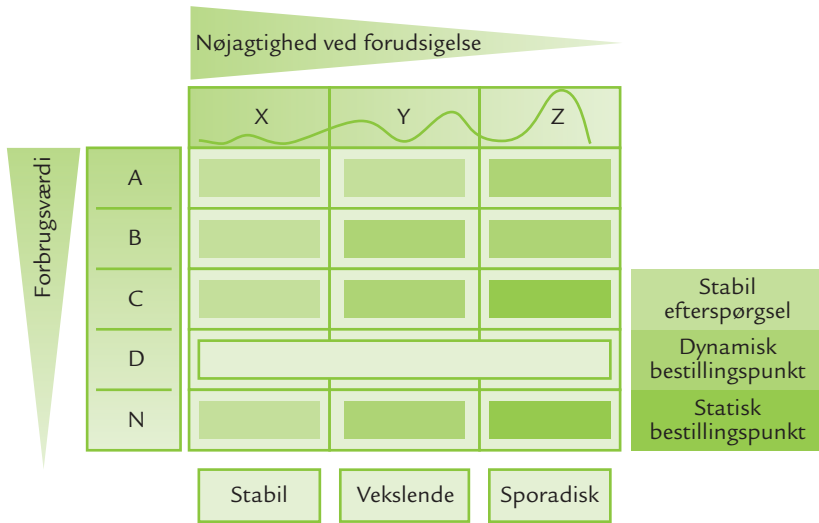 Nøjagtighed ved forudsigelse
X
Y
Z
Forbrugsværdi
A
B
C
D
N
Stabil
efterspørgsel
Dynamisk
bestillingspunkt
Statisk
bestillingspunkt
Stabil
Vekslende
Sporadisk